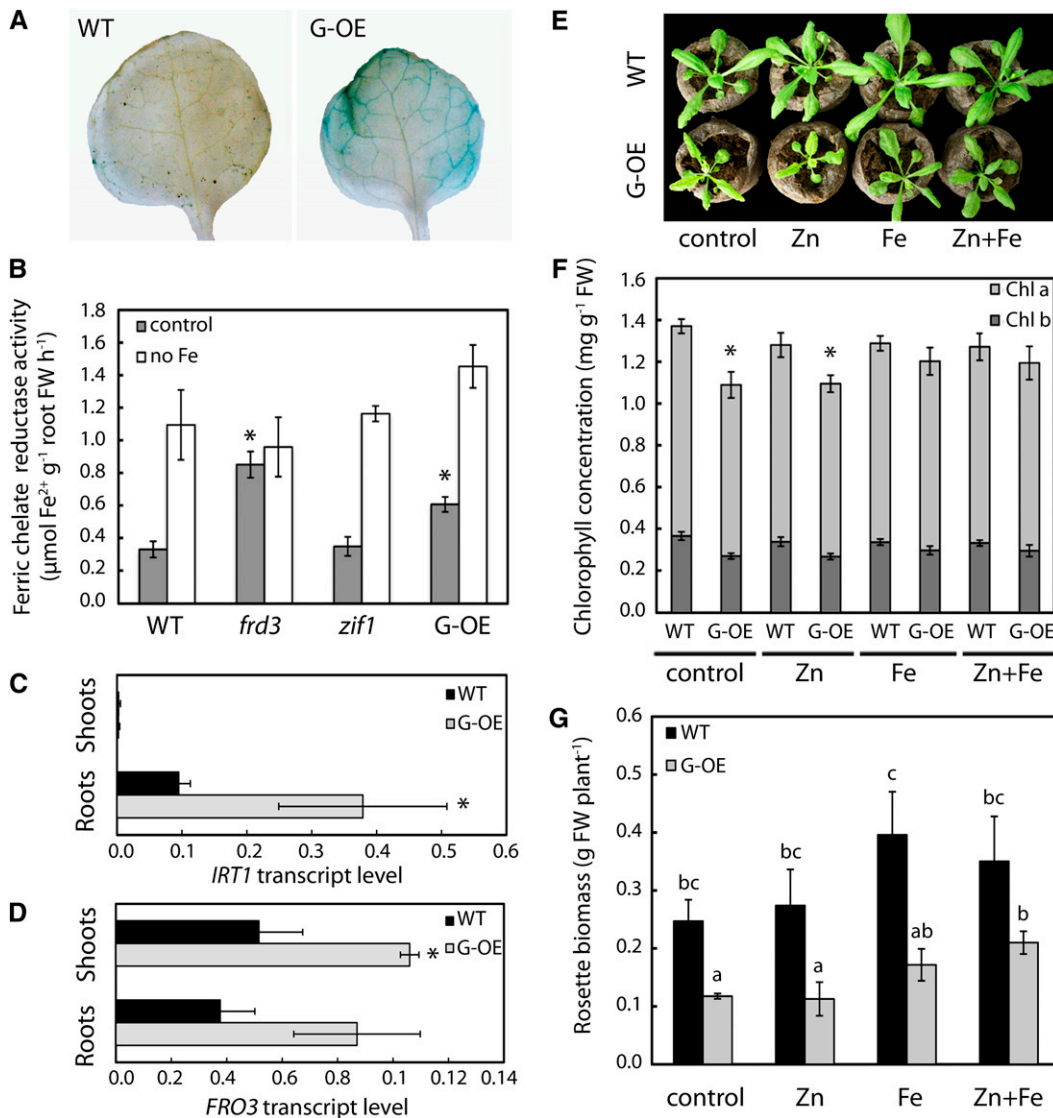 A
WT
G-OE
B
Ferric chelate reductase activity
(µmol Fe²⁺ g⁻¹ root FW h⁻¹)
1.8
1.6
1.4
1.2
1.0
0.8
0.6
0.4
0.2
0.0
control
no Fe
*
*
WT
frd3
zif1
G-OE
C
Shoots
Roots
WT
G-OE
*
0.0 0.1 0.2 0.3 0.4 0.5 0.6
IRT1 transcript level
D
Shoots
Roots
WT
G-OE
*
0.0 0.02 0.04 0.06 0.08 0.1 0.12 0.14
FRO3 transcript level
E
WT
G-OE
control Zn Fe Zn+Fe
F
Chlorophyll concentration (mg g⁻¹ FW)
1.6
1.4
1.2
1.0
0.8
0.6
0.4
0.2
0.0
Chl a
Chl b
* *
WT G-OE WT G-OE WT G-OE WT G-OE
control Zn Fe Zn+Fe
G
Rosette biomass (g FW plant⁻¹)
0.6
0.5
0.4
0.3
0.2
0.1
0.0
WT
G-OE
bc a bc a c ab bc b
control Zn Fe Zn+Fe